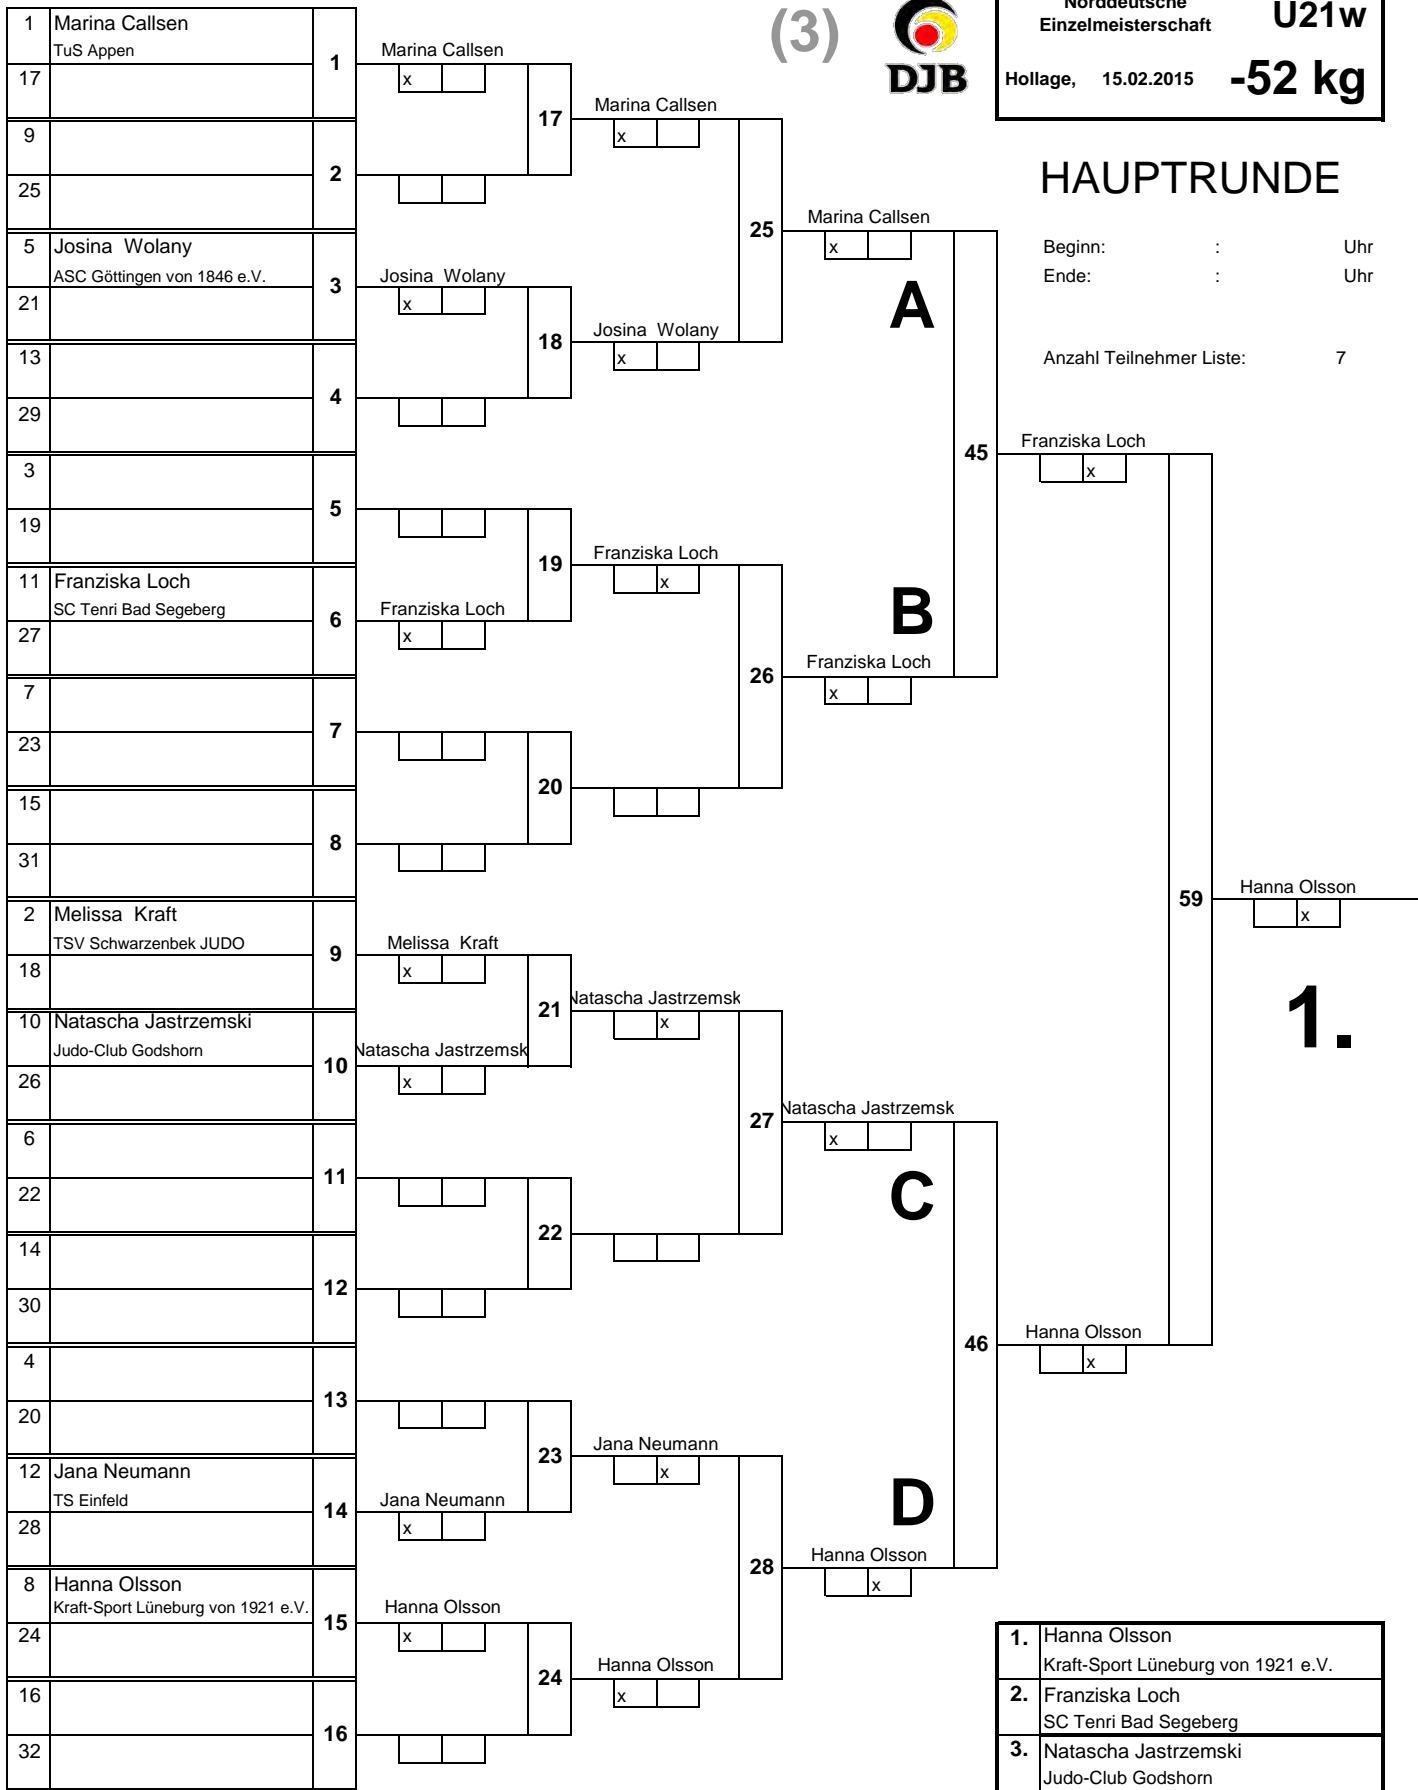 (3)
DJB
Norddeutsche
Einzelmeisterschaft
U21w
Hollage, 15.02.2015 -52 kg
HAUPTRUNDE
Beginn: : Uhr
Ende: : Uhr
Anzahl Teilnehmer Liste: 7
1 Marina Callsen
TuS Appen
17
1
9
25
2
5 Josina Wolany
ASC Göttingen von 1846 e.V.
21
3
13
29
4
3
19
5
11 Franziska Loch
SC Tenri Bad Segeberg
27
6
7
23
7
15
31
8
2 Melissa Kraft
TSV Schwarzenbek JUDO
18
9
10 Natascha Jastrzemski
Judo-Club Godshorn
26
10
6
22
11
14
30
12
4
20
13
12 Jana Neumann
TS Einfeld
28
14
8 Hanna Olsson
Kraft-Sport Lüneburg von 1921 e.V.
24
15
16
32
16
Marina Callsen
x
17
Josina Wolany
x
18
19
Franziska Loch
x
20
Melissa Kraft
x
21
Natascha Jastrzemsk
x
22
23
Jana Neumann
x
Hanna Olsson
x
24
Marina Callsen
x
25
Josina Wolany
x
Franziska Loch
x
26
Natascha Jastrzemsk
x
27
Jana Neumann
x
28
Hanna Olsson
x
Marina Callsen
x
A
45
B
Franziska Loch
x
Natascha Jastrzemsk
x
C
46
D
Hanna Olsson
x
Franziska Loch
x
59
Hanna Olsson
x
Hanna Olsson
x
1.
1. Hanna Olsson
Kraft-Sport Lüneburg von 1921 e.V.
2. Franziska Loch
SC Tenri Bad Segeberg
3. Natascha Jastrzemski
Judo-Club Godshorn